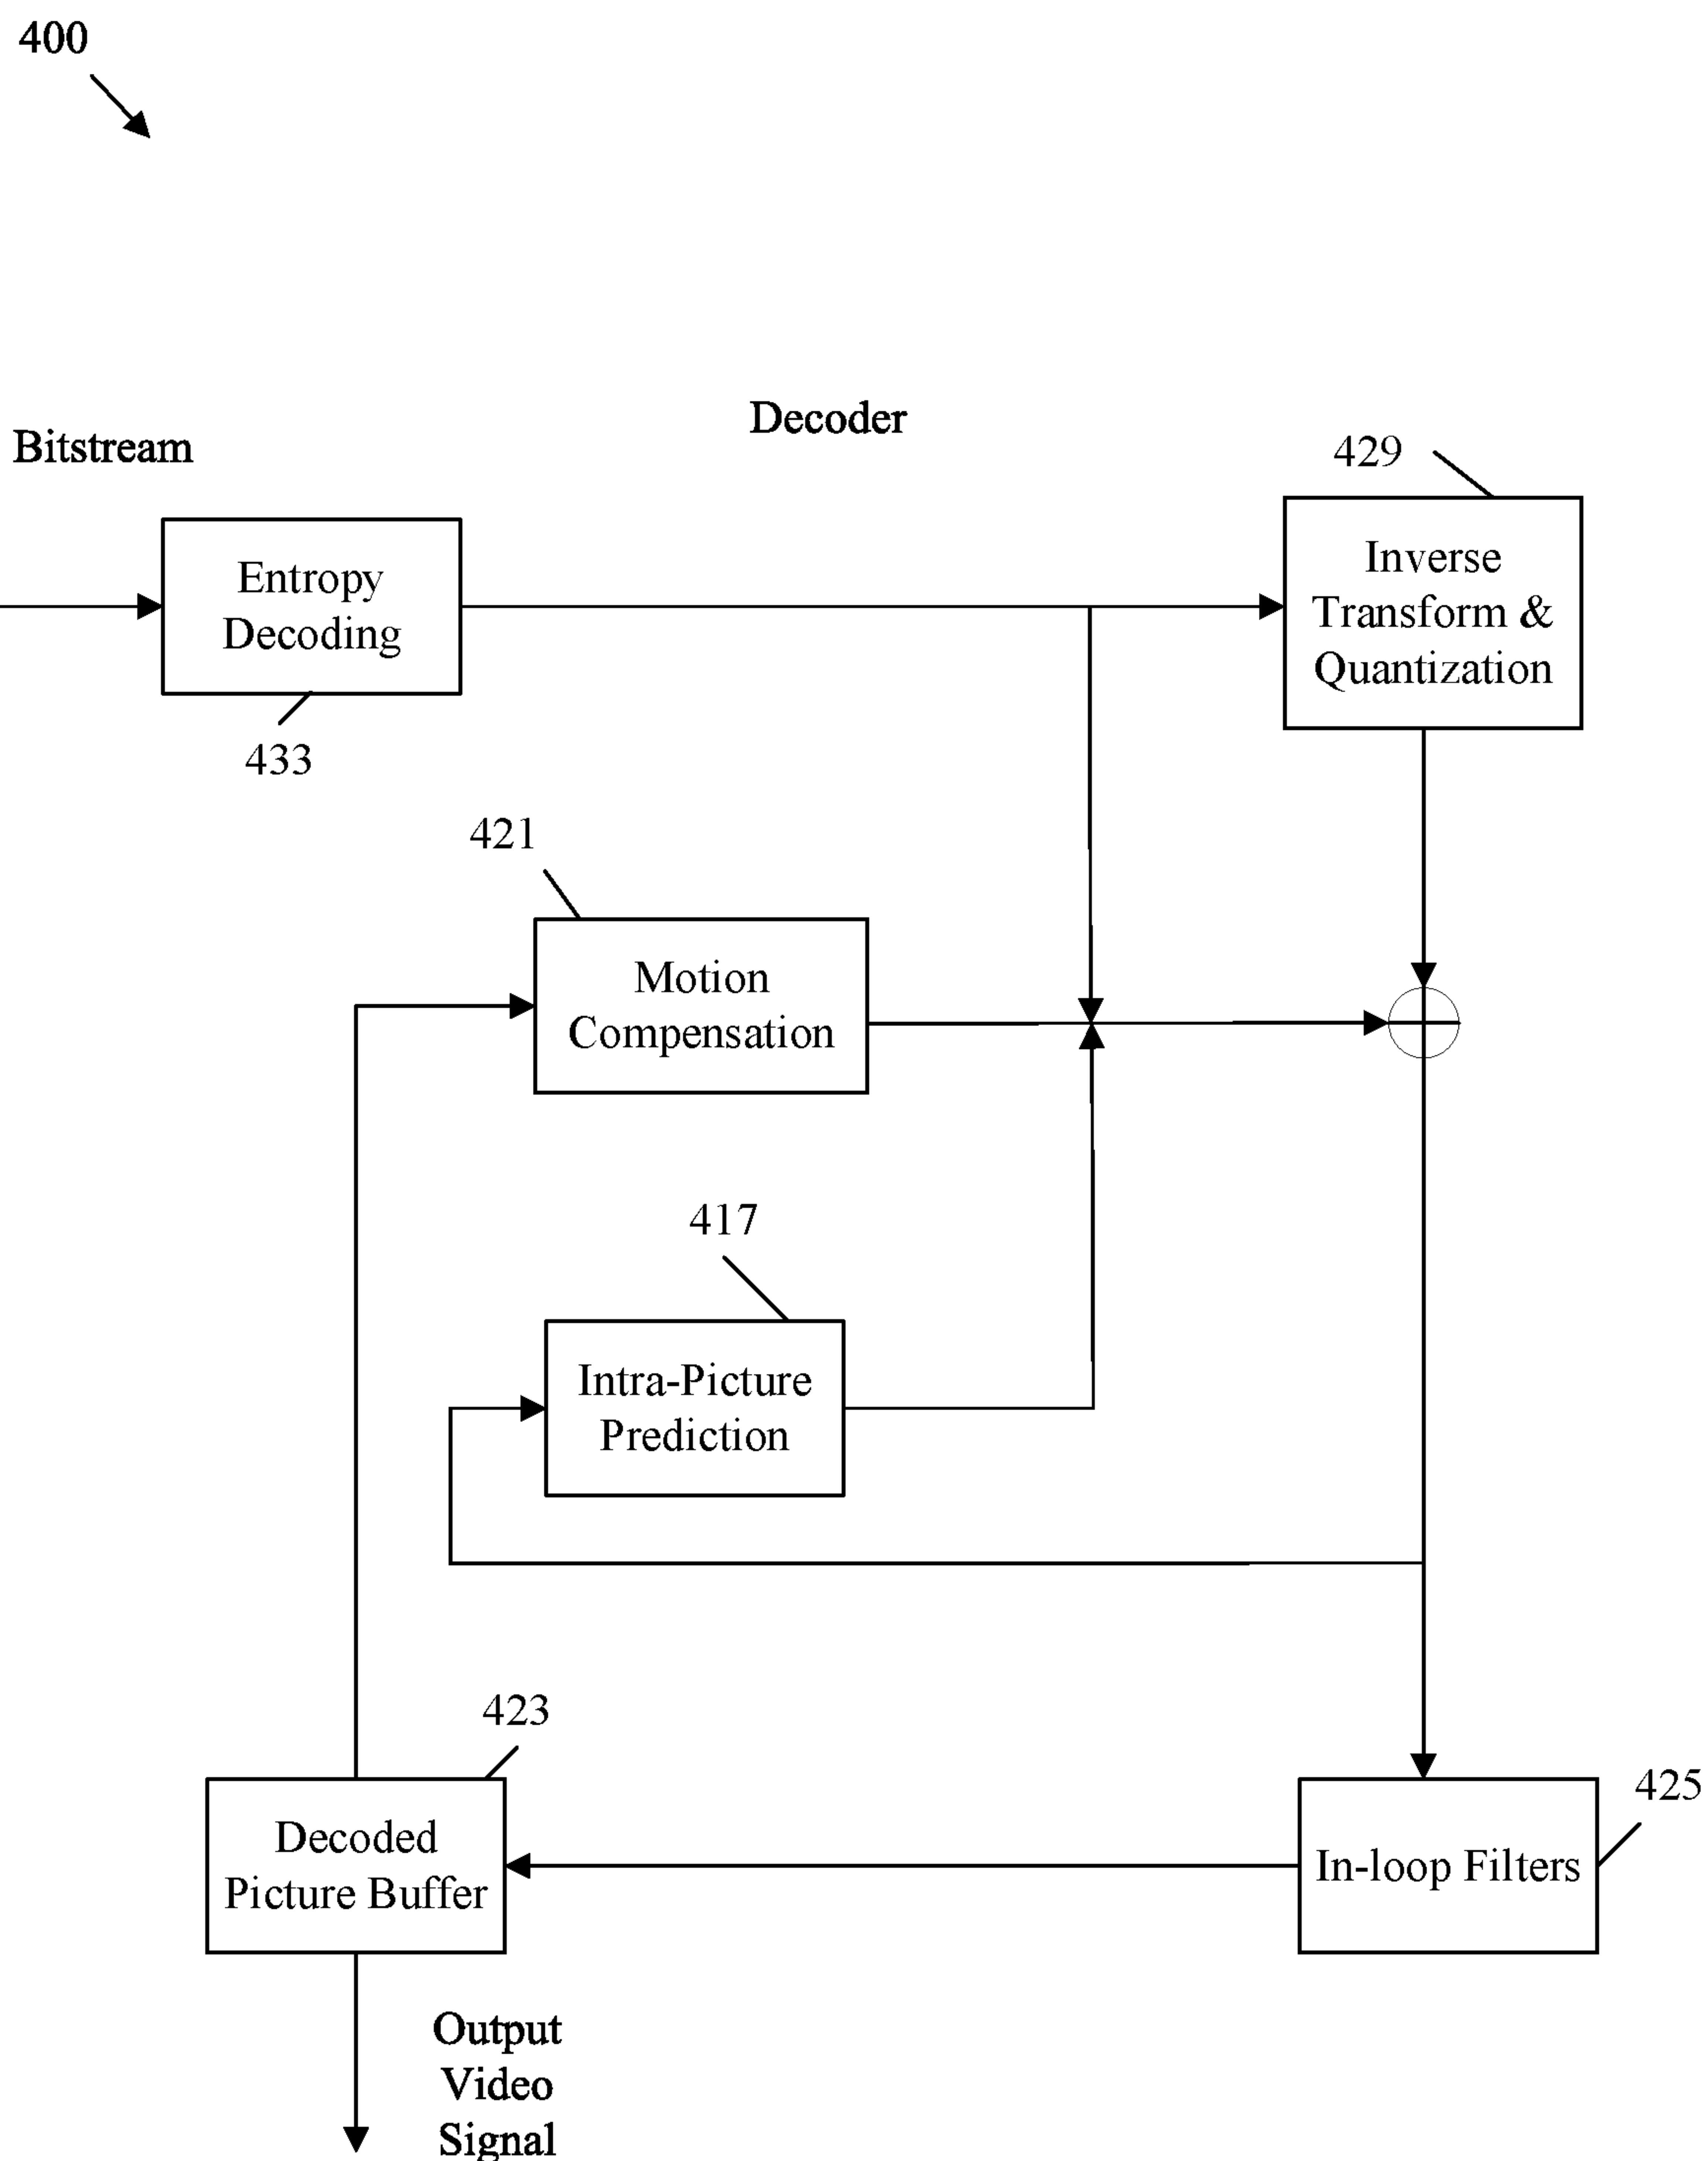 400
Decoder
Bitstream
429
Entropy
Decoding
Inverse
Transform &
Quantization
433
421
Motion
Compensation
417
Intra-Picture
Prediction
423
425
Decoded
Picture Buffer
In-loop Filters
Output
Video
Signal